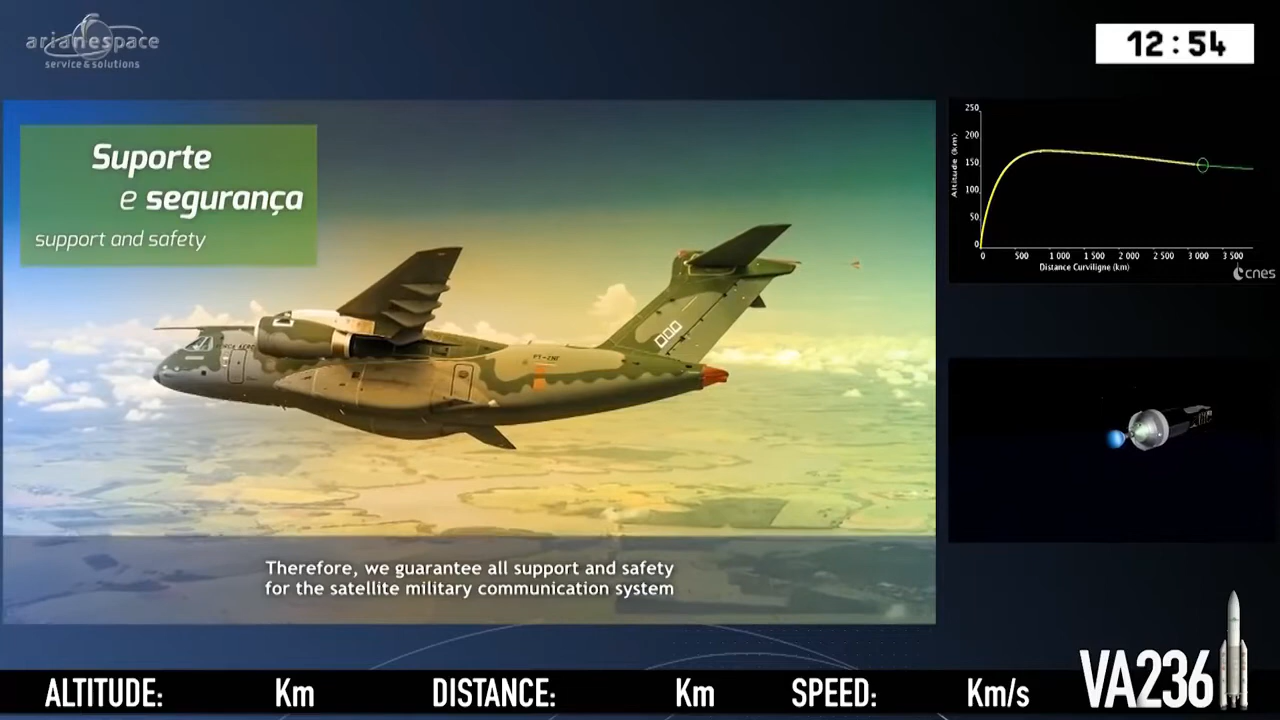 arianespace
service & solutions
12:54
Suporte
e segurança
support and safety
Therefore, we guarantee all support and safety
for the satellite military communication system
Altitude (km)
250
200
150
100
50
0
0 500 1 000 1 500 2 000 2 500 3 000 3 500
Distance Curviligne (km)
cnes
ALTITUDE: Km DISTANCE: Km SPEED: Km/s
VA236